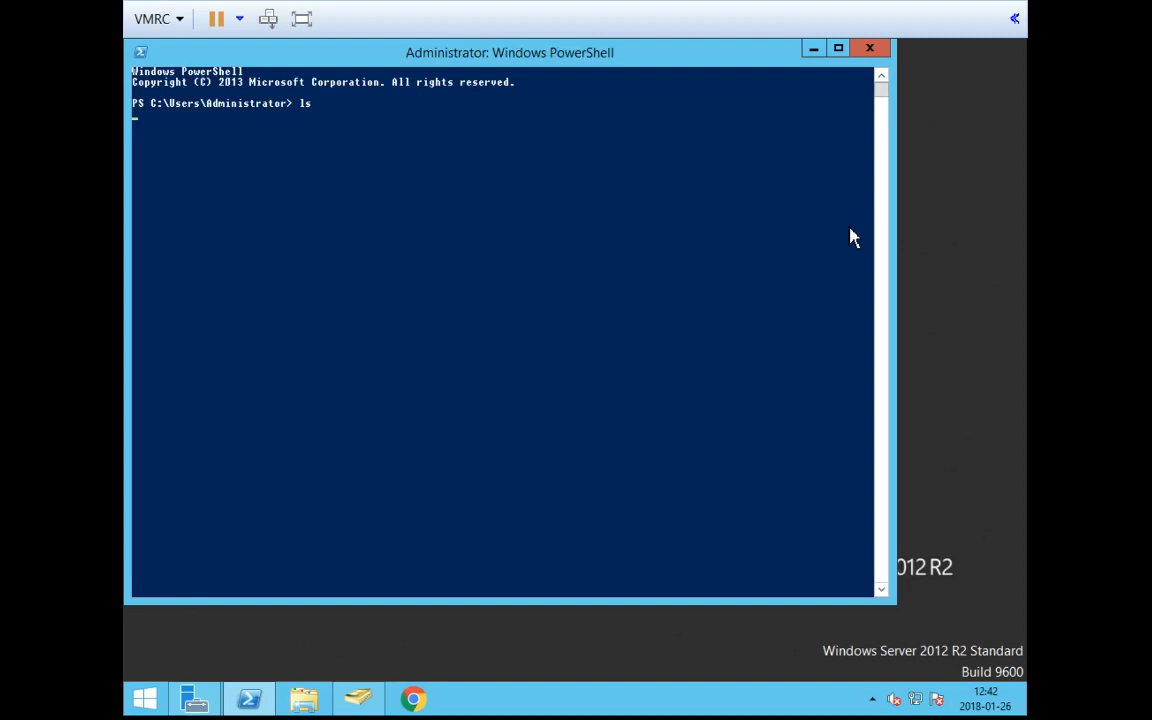 VMRC
Administrator: Windows PowerShell
Windows PowerShell
Copyright (C) 2013 Microsoft Corporation. All rights reserved.
PS C:\Users\Administrator> ls
012 R2
Windows Server 2012 R2 Standard
Build 9600
12:42
2018-01-26